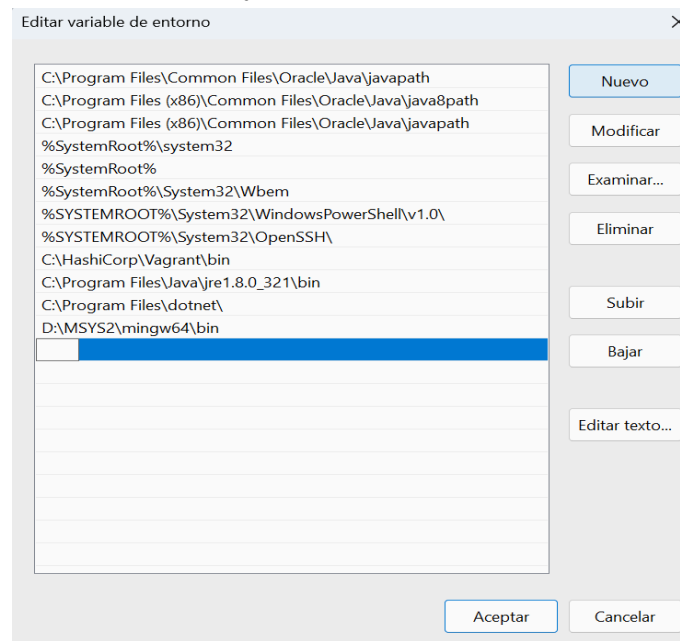 Editar variable de entorno
C:\Program Files\Common Files\Oracle\Java\javapath
C:\Program Files (x86)\Common Files\Oracle\Java\java8path
C:\Program Files (x86)\Common Files\Oracle\Java\javapath
%SystemRoot%\system32
%SystemRoot%
%SystemRoot%\System32\Wbem
%SYSTEMROOT%\System32\WindowsPowerShell\v1.0\
%SYSTEMROOT%\System32\OpenSSH\
C:\HashiCorp\Vagrant\bin
C:\Program Files\Java\jre1.8.0_321\bin
C:\Program Files\dotnet\
D:\MSYS2\mingw64\bin
Nuevo
Modificar
Examinar...
Eliminar
Subir
Bajar
Editar texto...
Aceptar
Cancelar